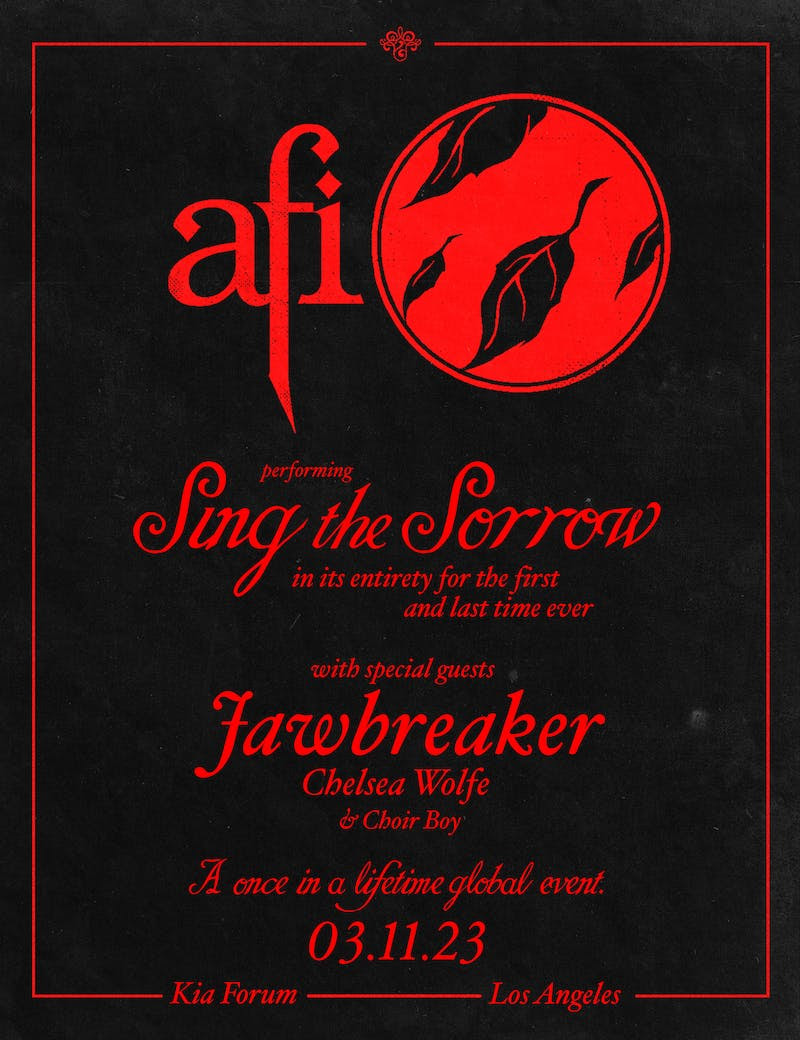 afi
performing
Sing the Sorrow
in its entirety for the first
and last time ever
with special guests
Jawbreaker
Chelsea Wolfe
& Choir Boy
A once in a lifetime global event.
03.11.23
Kia Forum
Los Angeles